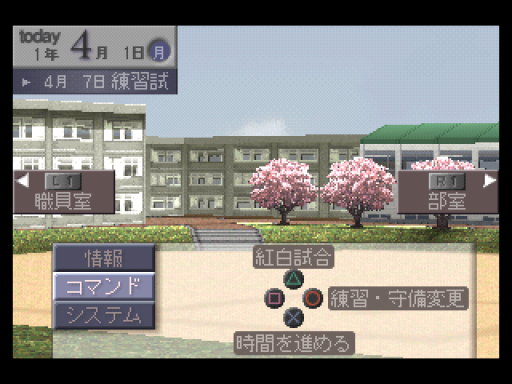 today
1年 4月 1日 月
▶ 4月 7日 練習試
◀ L1
職員室
R1 ▶
部室
情報
コマンド
システム
紅白試合
△
□ ○ 練習・守備変更
×
時間を進める